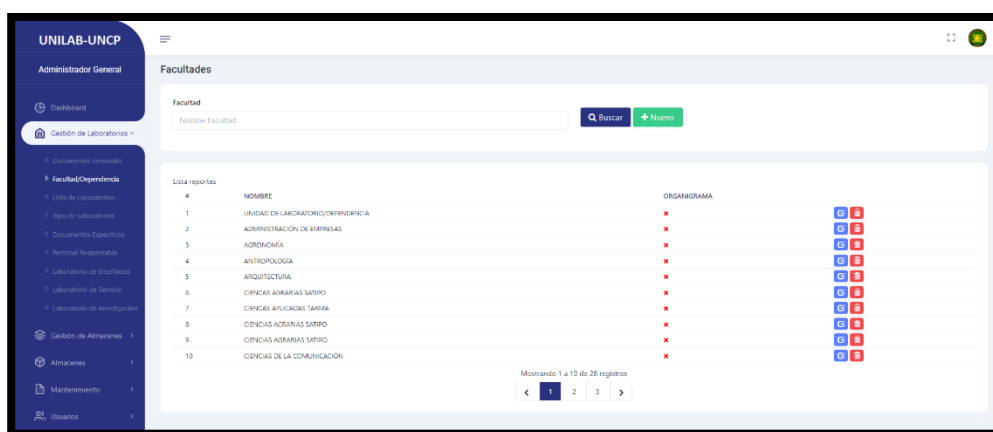 UNILAB-UNCP
Administrador General
Dashboard
Gestión de Laboratorios
Documentos Generales
Facultad/Dependencia
Lista de Laboratorios
Tipo de Laboratorios
Documentos Especificos
Personal Responsable
Laboratorio de Enseñanza
Laboratorio de Servicio
Laboratorio de Investigación
Gestión de Almacenes
Almacenes
Mantenimiento
Usuarios
Facultades
Facultad
Nombe Facultad
Buscar
Nuevo
Lista reportes
# NOMBRE ORGANIGRAMA
1 UNIDAD DE LABORATORIO/DEPENDENCIA
2 ADMINISTRACIÓN DE EMPRESAS
3 AGRONOMÍA
4 ANTROPOLOGÍA
5 ARQUITECTURA
6 CIENCAS AGRARIAS SATIPO
7 CIENCAS APLICADAS TARMA
8 CIENCIAS ACRARIAS SATIPO
9 CIENCIAS AGRARIAS SATIPO
10 CIENCIAS DE LA COMUNICACIÓN
Mostrando 1 a 10 de 28 registros
1 2 3